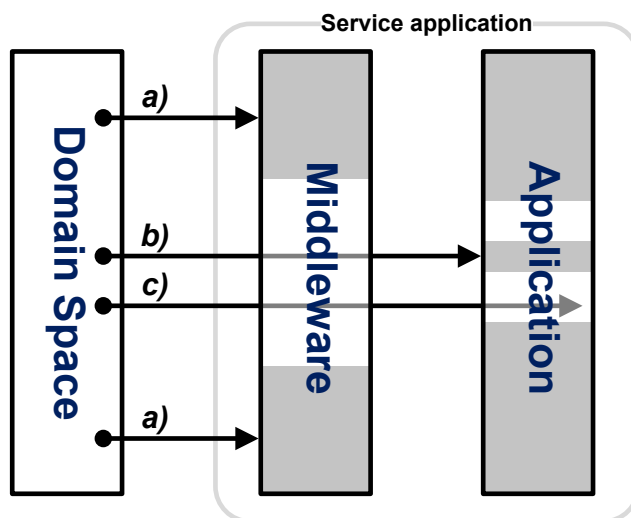 Service application
a)
Domain Space
Middleware
Application
b)
c)
a)